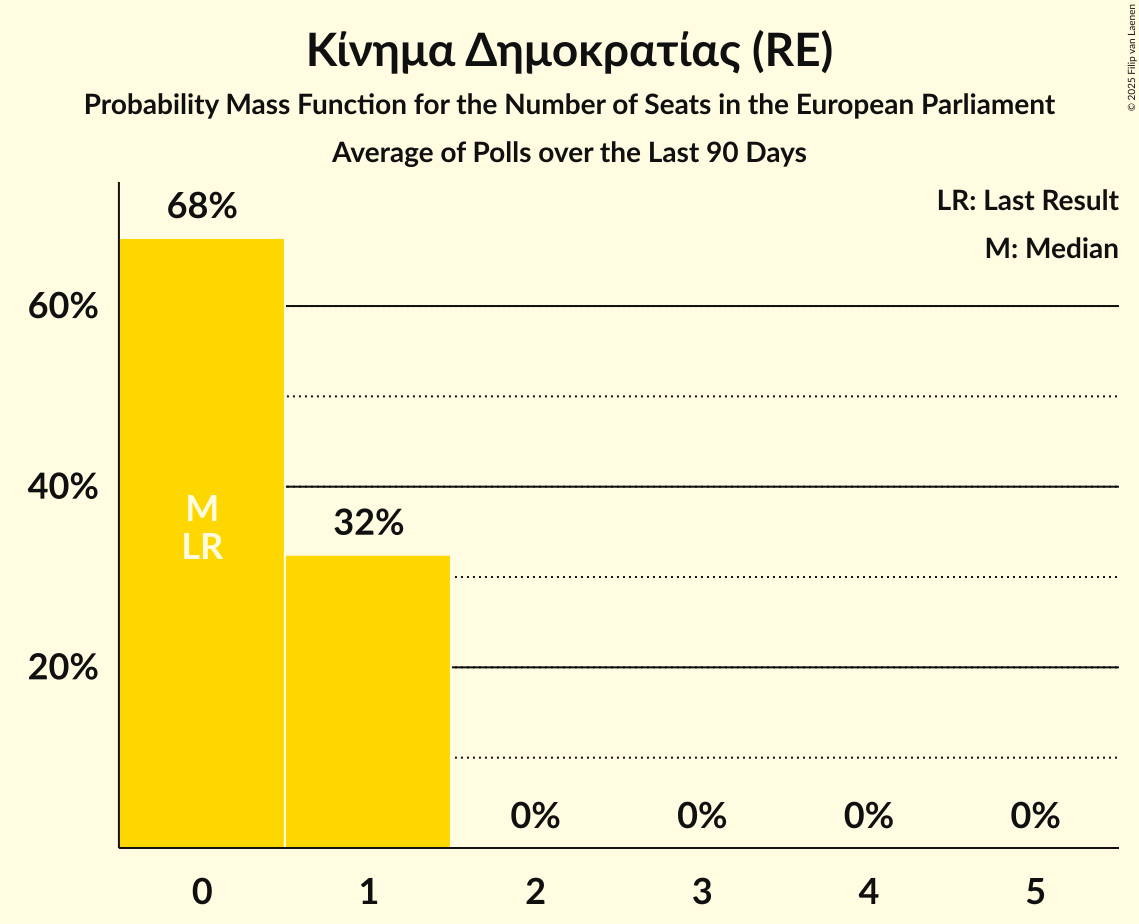 Κίνημα Δημοκρατίας (RE)
Probability Mass Function for the Number of Seats in the European Parliament
Average of Polls over the Last 90 Days
© 2025 Filip van Laenen
LR: Last Result
M: Median
68%
60%
40%
M
LR
32%
20%
0% 0% 0% 0%
0 1 2 3 4 5